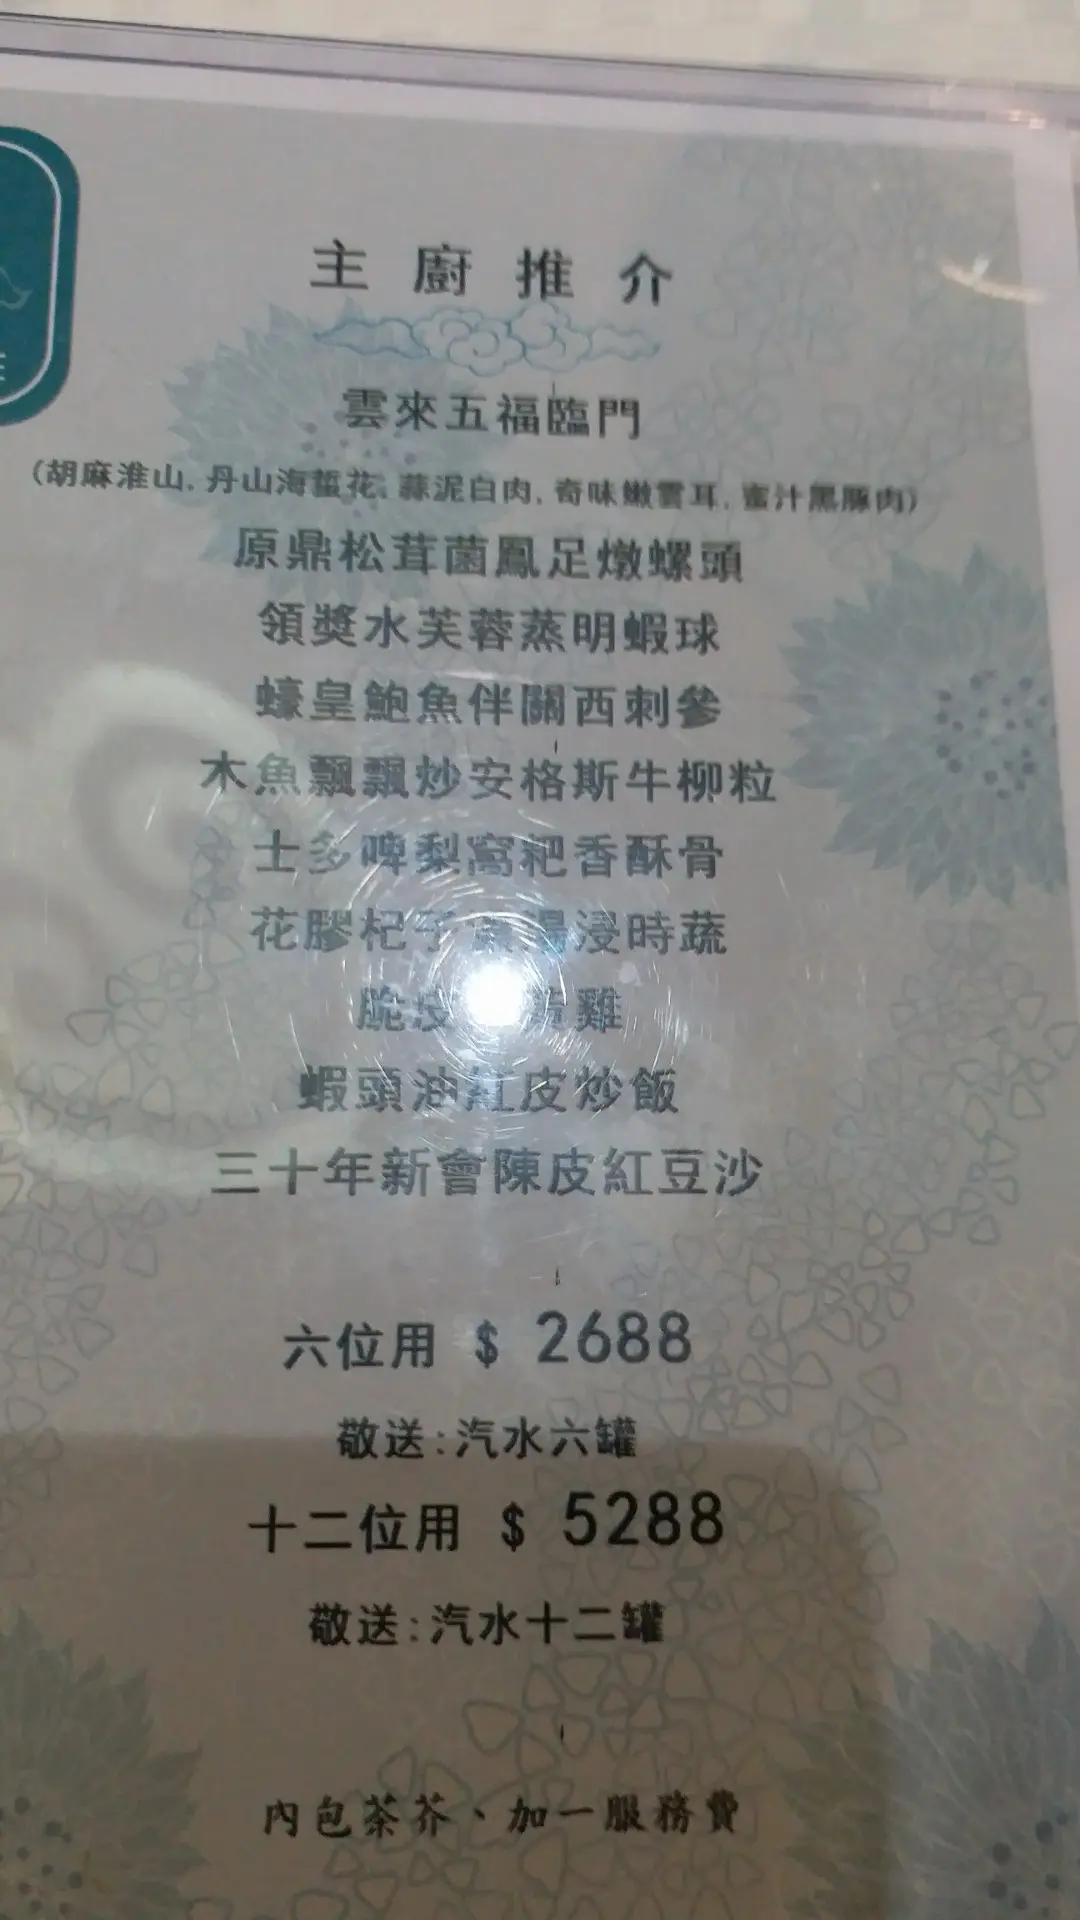 主廚推介
雲來五福臨門
(胡麻淮山, 丹山海蜇花, 蒜泥白肉, 奇味嫩雲耳, 蜜汁黑豚肉)
原鼎松茸菌鳳足燉螺頭
領獎水芙蓉蒸明蝦球
蠔皇鮑魚伴關西刺參
木魚飄飄炒安格斯牛柳粒
士多啤梨窩粑香酥骨
花膠杞子湯浸時蔬
脆皮雞
蝦頭油紅皮炒飯
三十年新會陳皮紅豆沙
六位用 $ 2688
敬送:汽水六罐
十二位用 $ 5288
敬送:汽水十二罐
內包茶芥、加一服務費